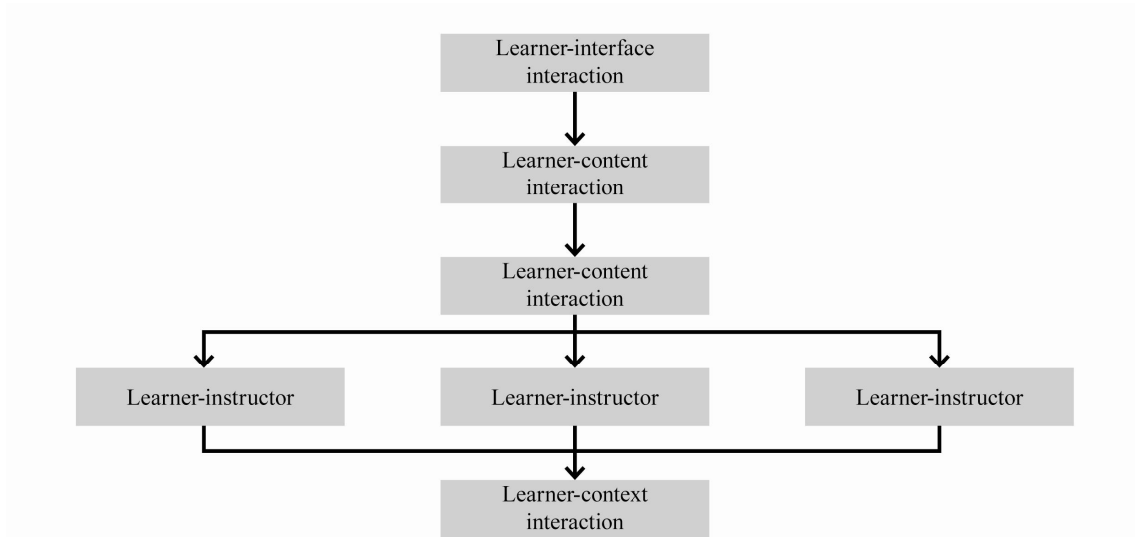 Learner-interface
interaction
Learner-content
interaction
Learner-content
interaction
Learner-instructor
Learner-instructor
Learner-instructor
Learner-context
interaction